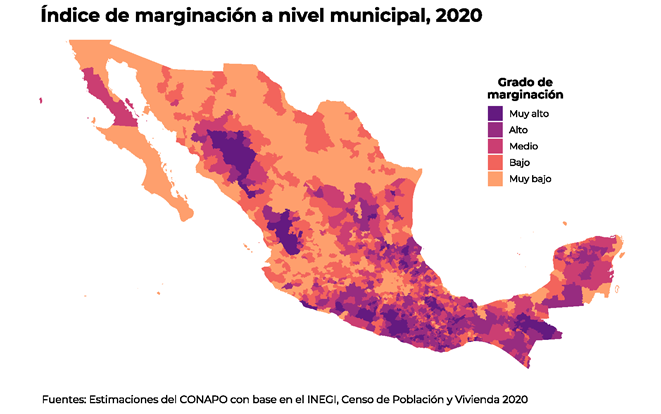 Índice de marginación a nivel municipal, 2020
Grado de
marginación
Muy alto
Alto
Medio
Bajo
Muy bajo
Fuentes: Estimaciones del CONAPO con base en el INEGI, Censo de Población y Vivienda 2020